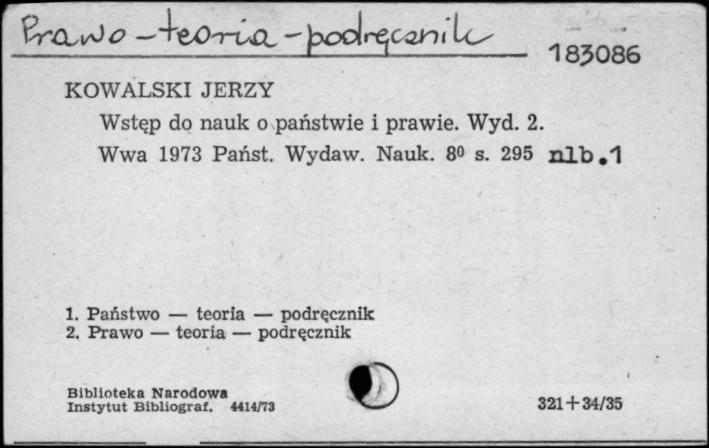 Prawo - teoria - podręcznik
183086
KOWALSKI JERZY
Wstęp do nauk o państwie i prawie. Wyd. 2.
Wwa 1973 Państ. Wydaw. Nauk. 8⁰ s. 295 nlb.1
1. Państwo — teoria — podręcznik
2. Prawo — teoria — podręcznik
Biblioteka Narodowa
Instytut Bibliograf. 4414/73
321+34/35